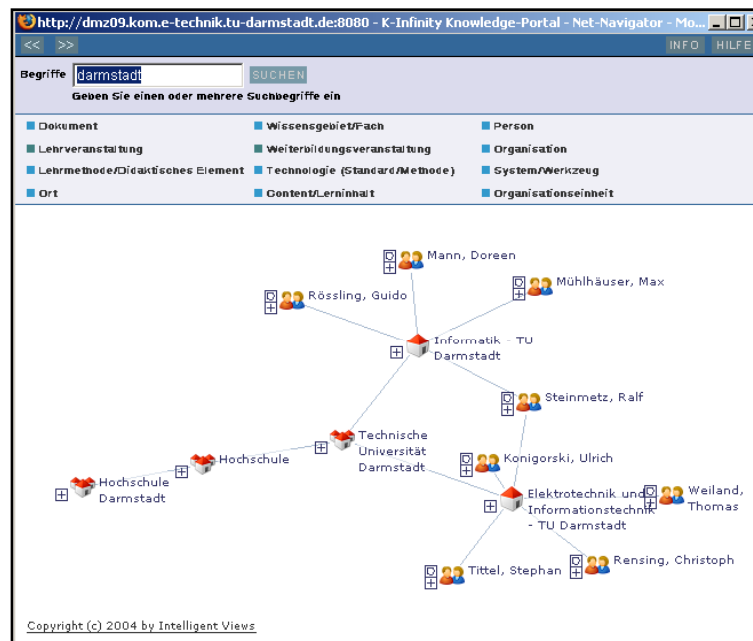 http://dmz09.kom.e-technik.tu-darmstadt.de:8080 - K-Infinity Knowledge-Portal - Net-Navigator - Mo...
<< >> INFO HILFE
Begriffe darmstadt SUCHEN
Geben Sie einen oder mehrere Suchbegriffe ein
Dokument Wissensgebiet/Fach Person
Lehrveranstaltung Weiterbildungsveranstaltung Organisation
Lehrmethode/Didaktisches Element Technologie (Standard/Methode) System/Werkzeug
Ort Content/Lerninhalt Organisationseinheit
Mann, Doreen
Mühlhäuser, Max
Rössling, Guido
Informatik - TU
Darmstadt
Steinmetz, Ralf
Technische
Universität
Darmstadt
Konigorski, Ulrich
Hochschule
Hochschule
Darmstadt
Elektrotechnik und
Informationstechnik
- TU Darmstadt
Weiland,
Thomas
Rensing, Christoph
Tittel, Stephan
Copyright (c) 2004 by Intelligent Views